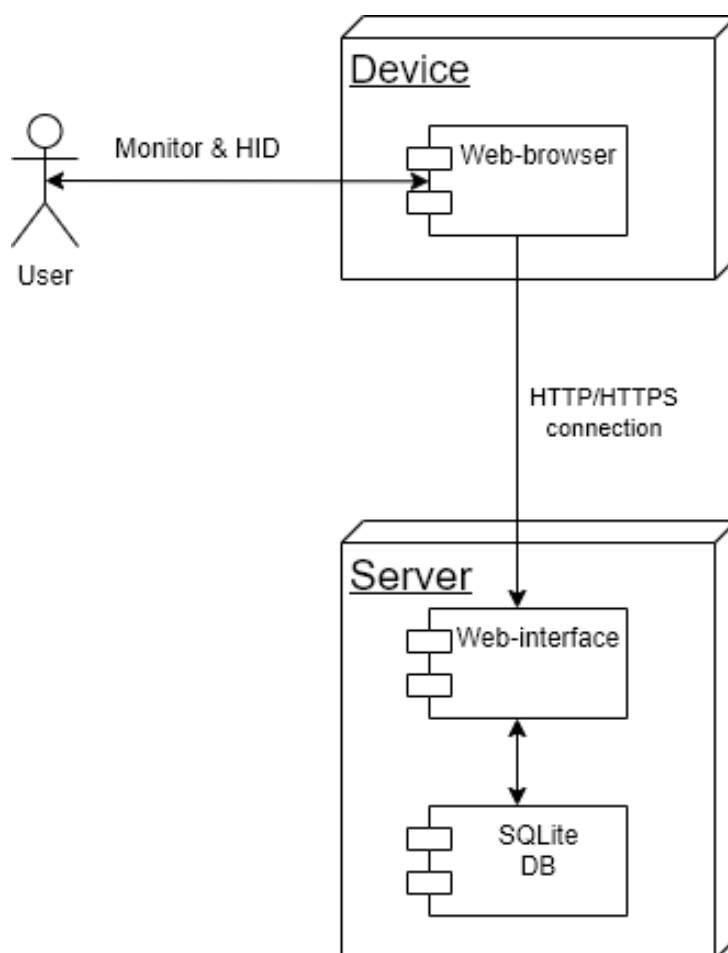 Device
Monitor & HID
Web-browser
User
HTTP/HTTPS
connection
Server
Web-interface
SQLite
DB